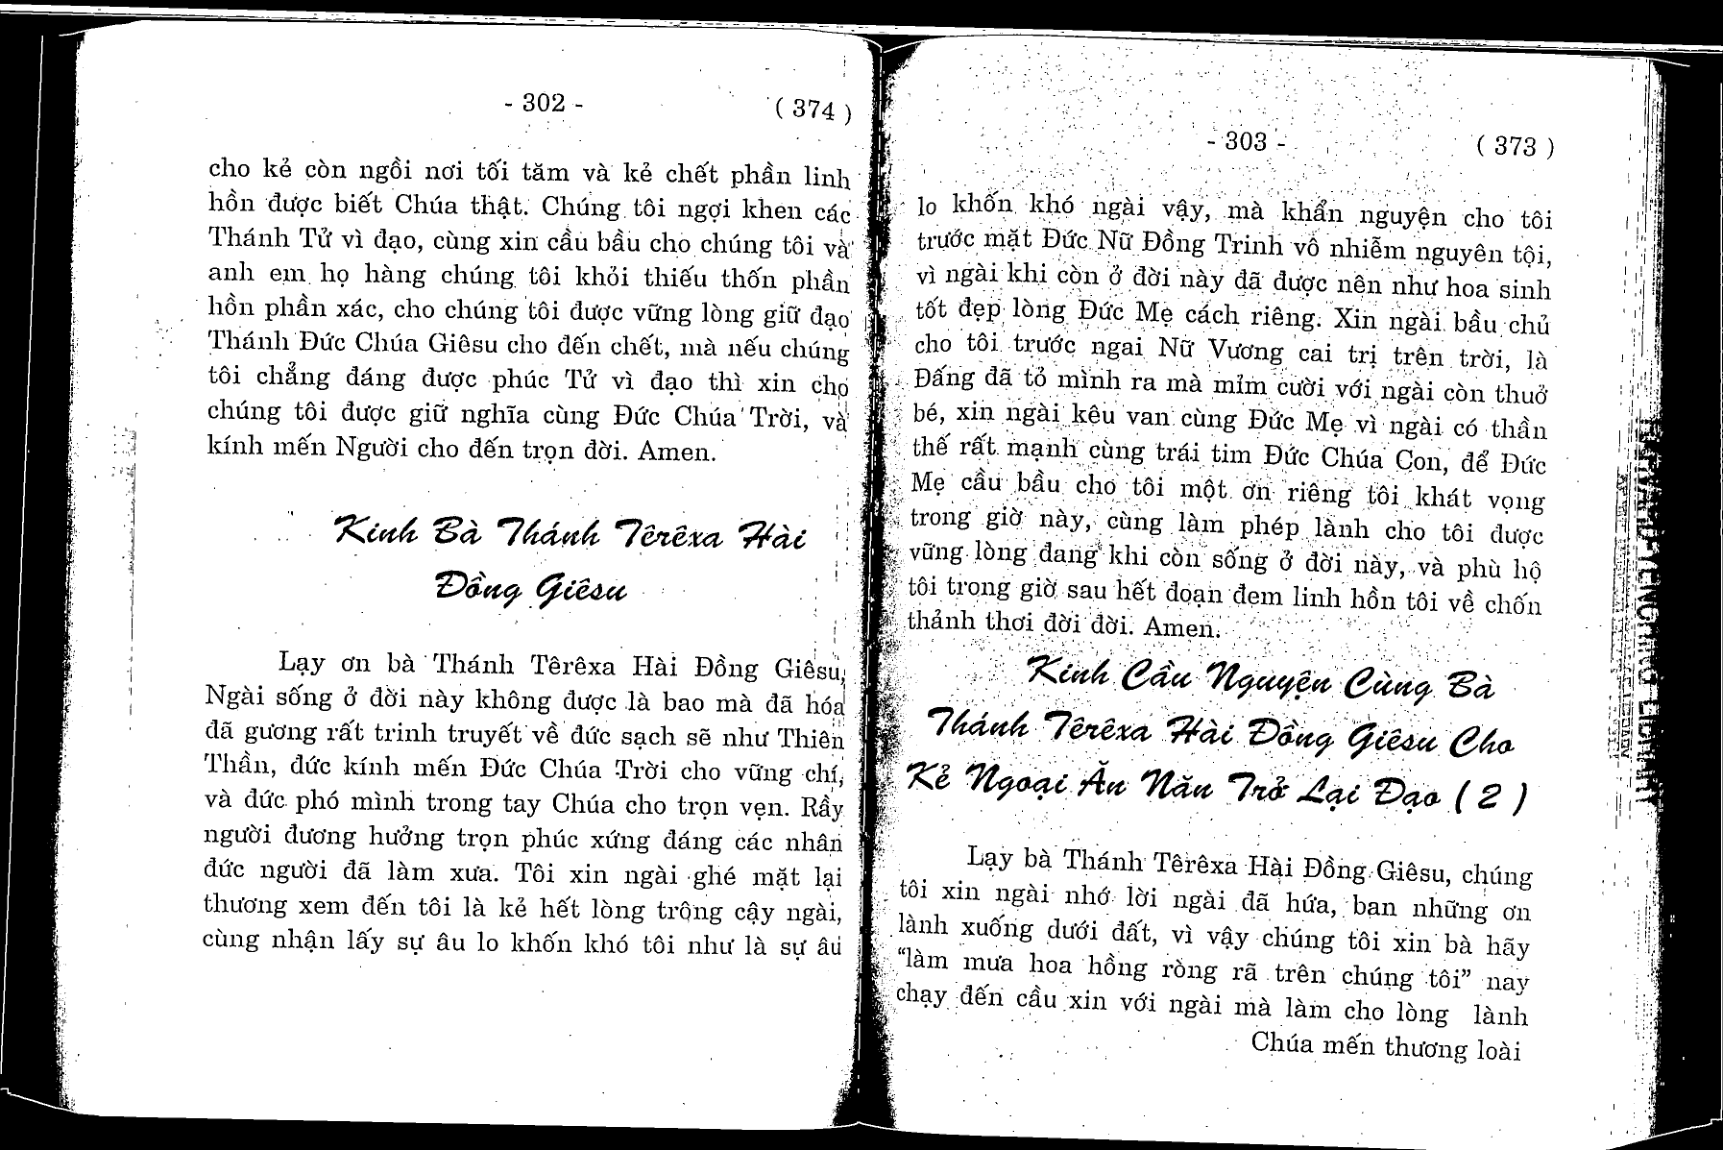 - 302 -
( 374 )
cho kẻ còn ngồi nơi tối tăm và kẻ chết phần linh
hồn được biết Chúa thật. Chúng tôi ngợi khen các
Thánh Tử vì đạo, cùng xin cầu bầu cho chúng tôi và
anh em họ hàng chúng tôi khỏi thiếu thốn phần
hồn phần xác, cho chúng tôi được vững lòng giữ đạo
Thánh Đức Chúa Giêsu cho đến chết, mà nếu chúng
tôi chẳng đáng được phúc Tử vì đạo thì xin cho
chúng tôi được giữ nghĩa cùng Đức Chúa Trời, và
kính mến Người cho đến trọn đời. Amen.
Kinh Bà Thánh Têrêxa Hài
Đồng Giêsu
Lạy ơn bà Thánh Têrêxa Hài Đồng Giêsu,
Ngài sống ở đời này không được là bao mà đã hóa
đã gương rất trinh truyết về đức sạch sẽ như Thiên
Thần, đức kính mến Đức Chúa Trời cho vững chí,
và đức phó mình trong tay Chúa cho trọn vẹn. Rầy
người đương hưởng trọn phúc xứng đáng các nhân
đức người đã làm xưa. Tôi xin ngài ghé mặt lại
thương xem đến tôi là kẻ hết lòng trông cậy ngài,
cùng nhận lấy sự âu lo khốn khó tôi như là sự âu
- 303 -
( 373 )
lo khốn khó ngài vậy, mà khẩn nguyện cho tôi
trước mặt Đức Nữ Đồng Trinh vô nhiễm nguyên tội,
vì ngài khi còn ở đời này đã được nên như hoa sinh
tốt đẹp lòng Đức Mẹ cách riêng. Xin ngài bầu chủ
cho tôi trước ngai Nữ Vương cai trị trên trời, là
Đấng đã tỏ mình ra mà mỉm cười với ngài còn thuở
bé, xin ngài kêu van cùng Đức Mẹ vì ngài có thần
thế rất mạnh cùng trái tim Đức Chúa Con, để Đức
Mẹ cầu bầu cho tôi một ơn riêng tôi khát vọng
trong giờ này, cùng làm phép lành cho tôi được
vững lòng đang khi còn sống ở đời này, và phù hộ
tôi trong giờ sau hết đoạn đem linh hồn tôi về chốn
thảnh thơi đời đời. Amen.
Kinh Cầu Nguyện Cùng Bà
Thánh Têrêxa Hài Đồng Giêsu Cho
Kẻ Ngoại Ăn Năn Trở Lại Đạo ( 2 )
Lạy bà Thánh Têrêxa Hài Đồng Giêsu, chúng
tôi xin ngài nhớ lời ngài đã hứa, ban những ơn
lành xuống dưới đất, vì vậy chúng tôi xin bà hãy
“làm mưa hoa hồng ròng rã trên chúng tôi” nay
chạy đến cầu xin với ngài mà làm cho lòng lành
Chúa mến thương loài